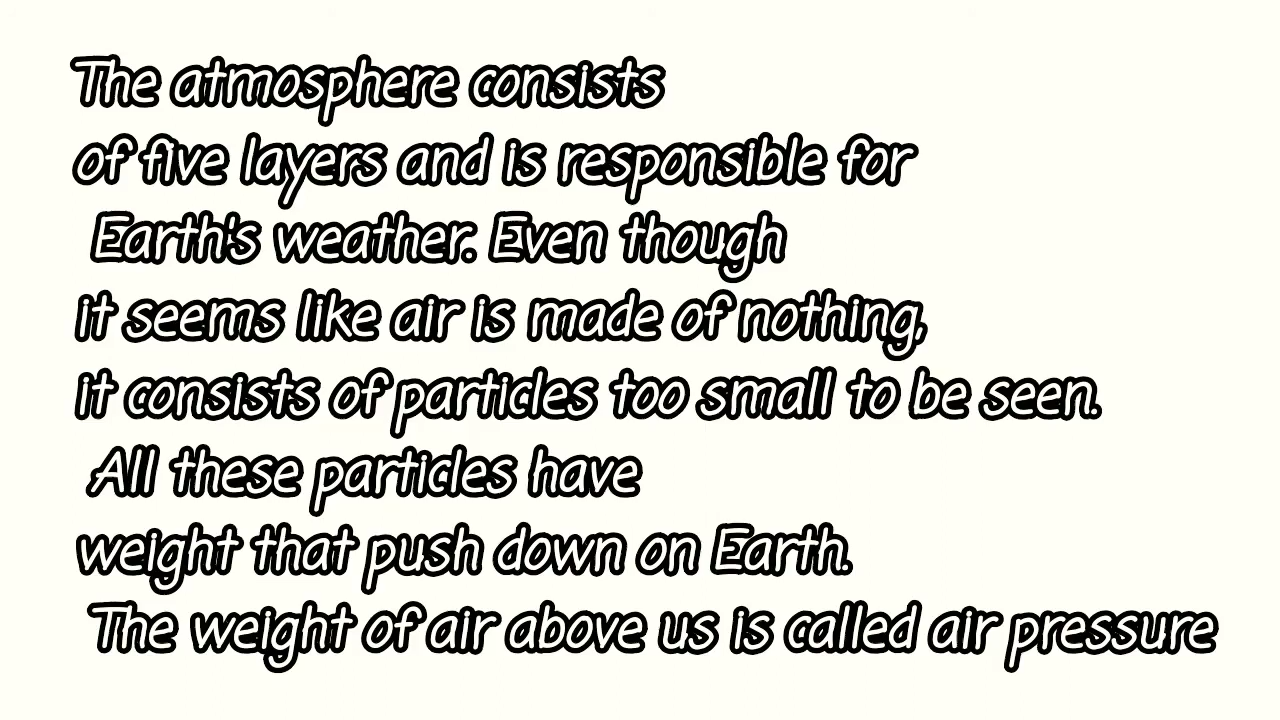 The atmosphere consists
of five layers and is responsible for
Earth's weather. Even though
it seems like air is made of nothing,
it consists of particles too small to be seen.
All these particles have
weight that push down on Earth.
The weight of air above us is called air pressure